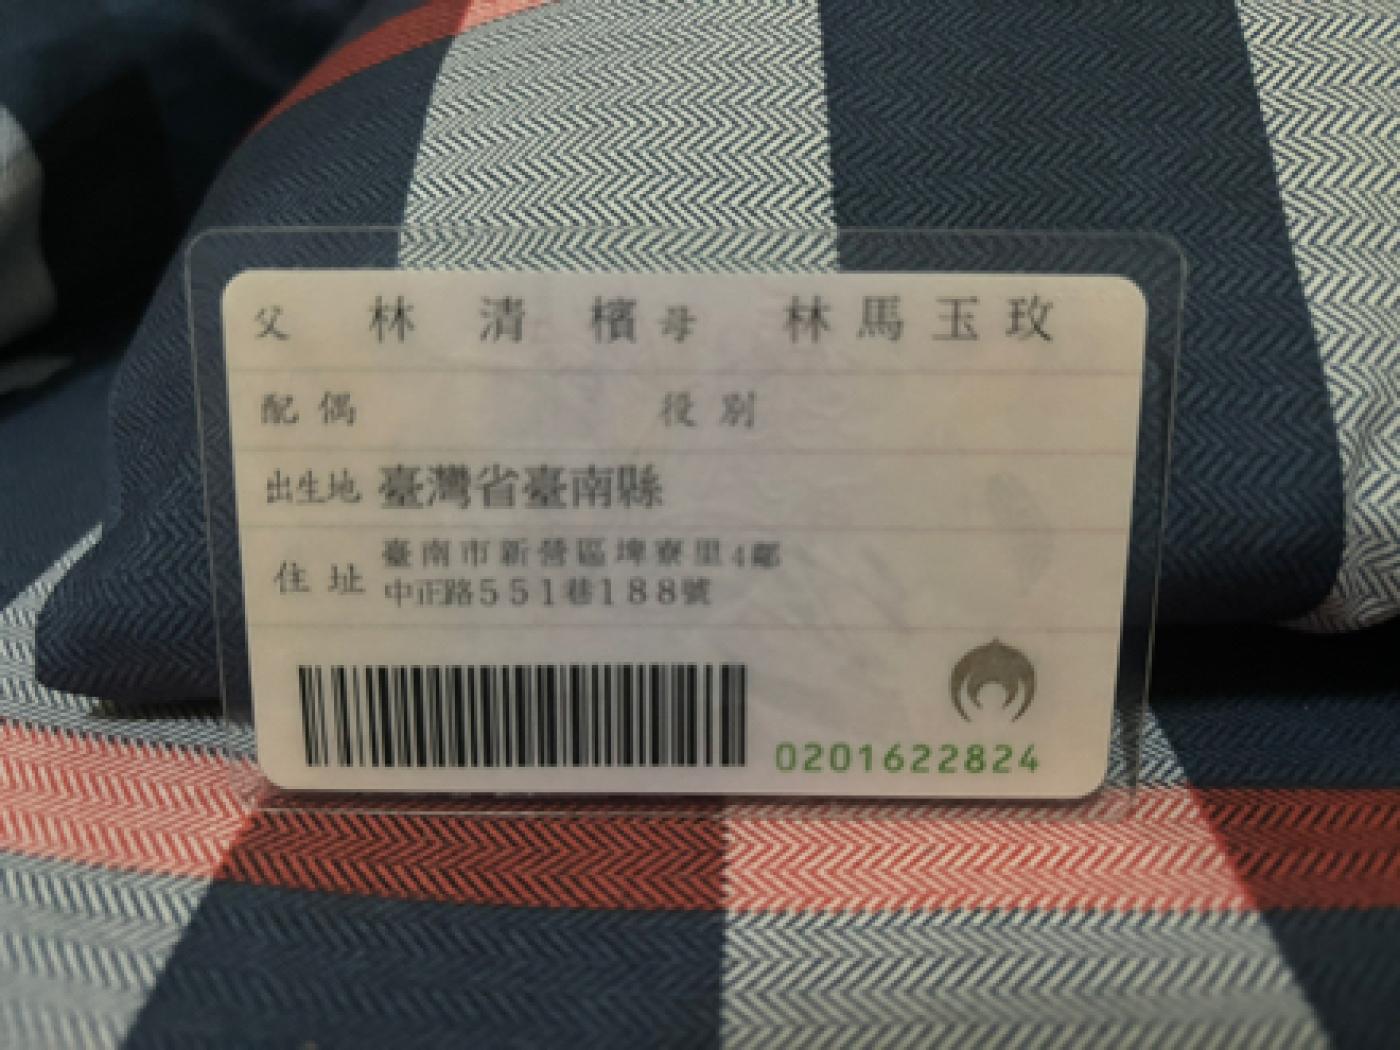 父 林清檳 母 林馬玉玫
配偶 役別
出生地 臺灣省臺南縣
住址 臺南市新營區埤寮里4鄰
中正路551巷188號
0201622824